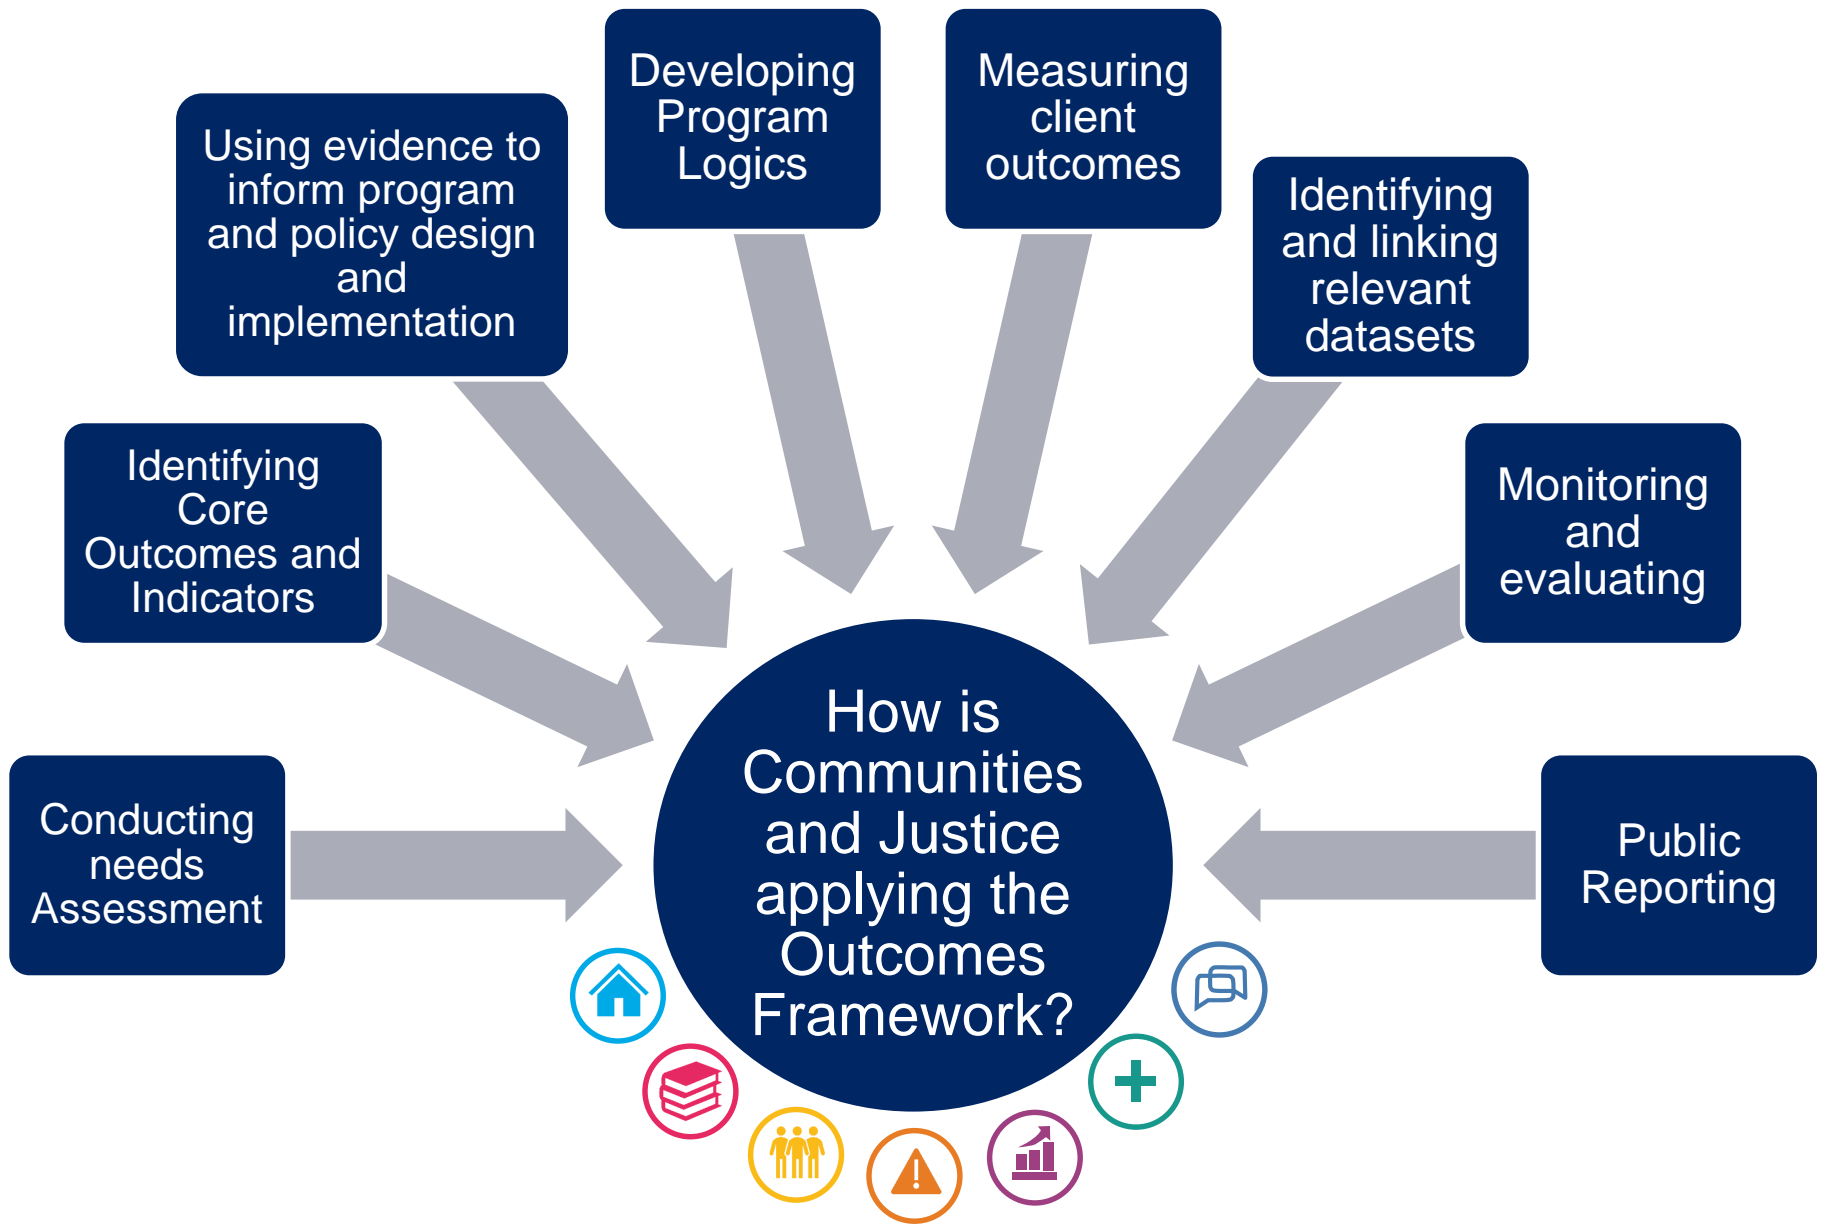 Developing
Program
Logics
Measuring
client
outcomes
Using evidence to
inform program
and policy design
and
implementation
Identifying
and linking
relevant
datasets
Identifying
Core
Outcomes and
Indicators
Monitoring
and
evaluating
Conducting
needs
Assessment
How is
Communities
and Justice
applying the
Outcomes
Framework?
Public
Reporting